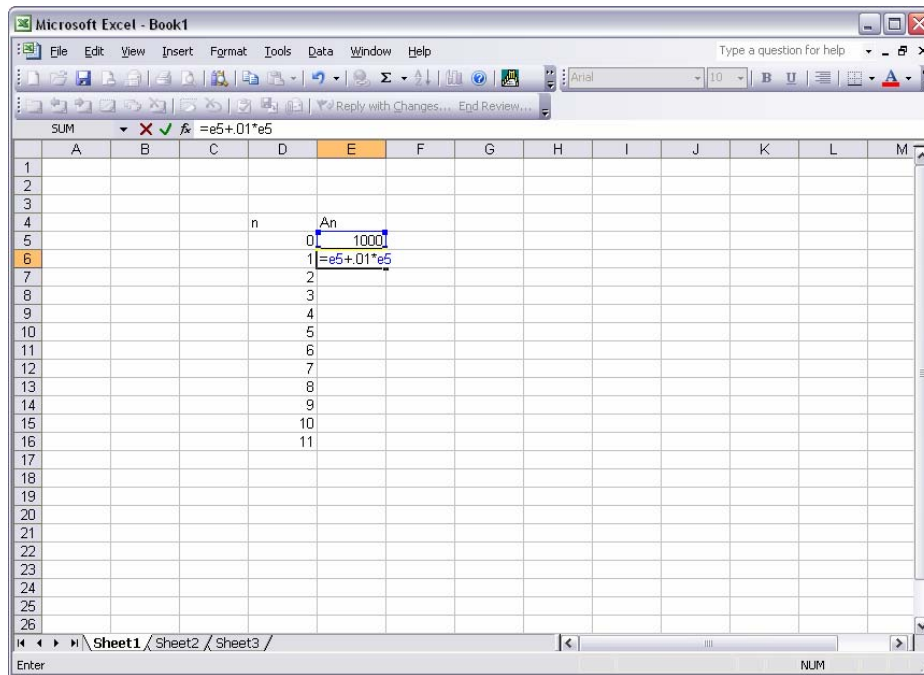 Microsoft Excel - Book1
File Edit View Insert Format Tools Data Window Help Type a question for help
Arial 10 B U A
Reply with Changes... End Review...
SUM fx =e5+.01*e5
A B C D E F G H I J K L M
1
2
3
4 n An
5 0 1000
6 1 =e5+.01*e5
7 2
8 3
9 4
10 5
11 6
12 7
13 8
14 9
15 10
16 11
17
18
19
20
21
22
23
24
25
26
Sheet1 / Sheet2 / Sheet3 /
Enter NUM